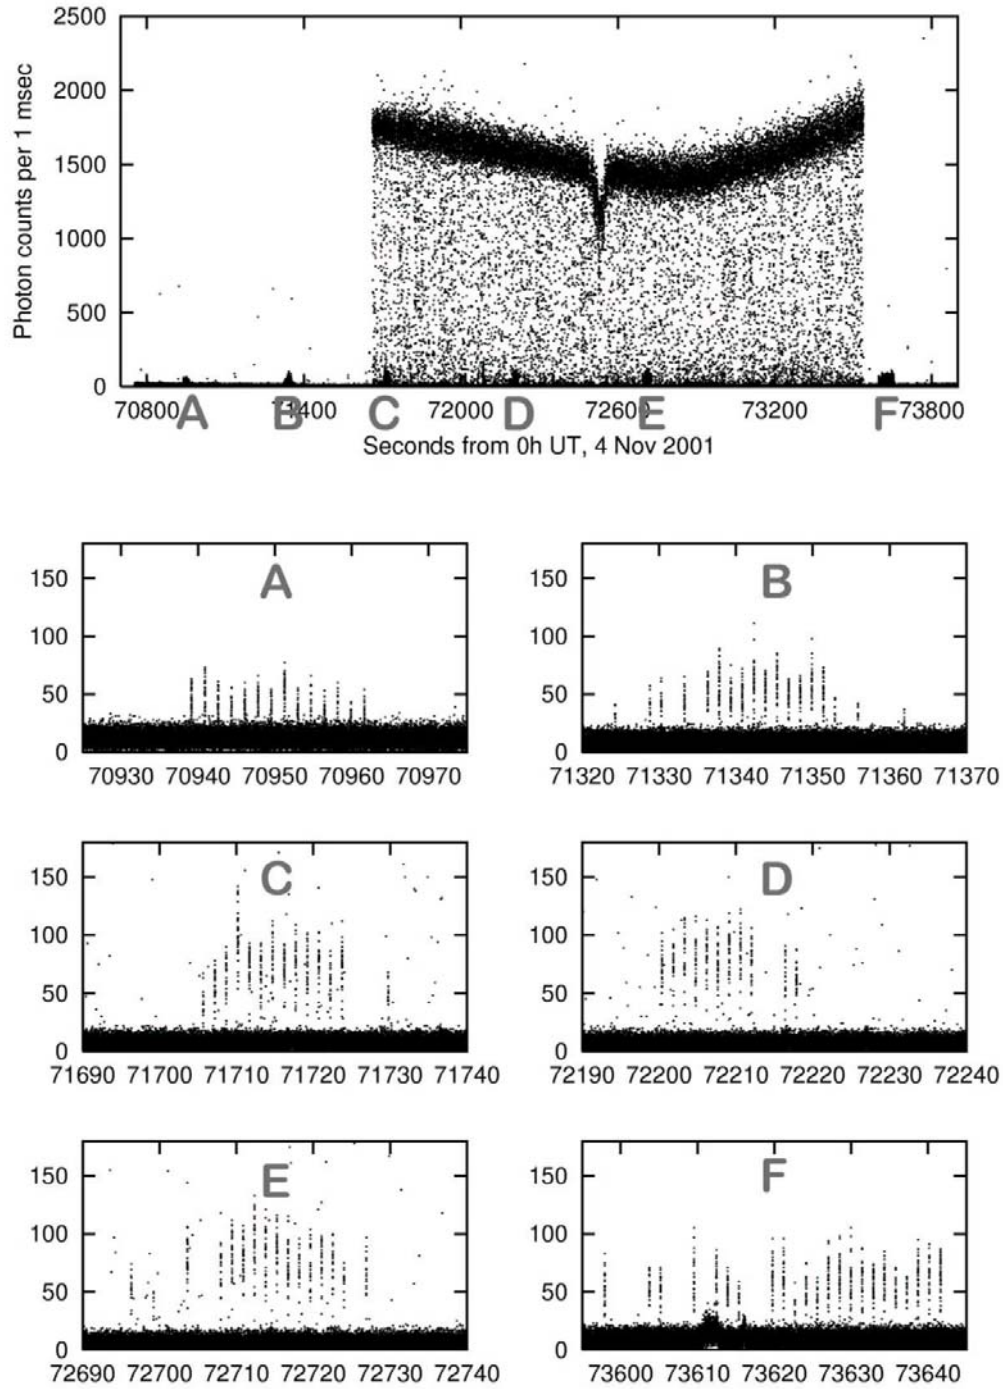 2500
2000
1500
1000
500
0
Photon counts per 1 msec
70800 71400 72000 72600 73200 73800
A B C D E F
Seconds from 0h UT, 4 Nov 2001
A
150
100
50
0
70930 70940 70950 70960 70970
B
150
100
50
0
71320 71330 71340 71350 71360 71370
C
150
100
50
0
71690 71700 71710 71720 71730 71740
D
150
100
50
0
72190 72200 72210 72220 72230 72240
E
150
100
50
0
72690 72700 72710 72720 72730 72740
F
150
100
50
0
73600 73610 73620 73630 73640